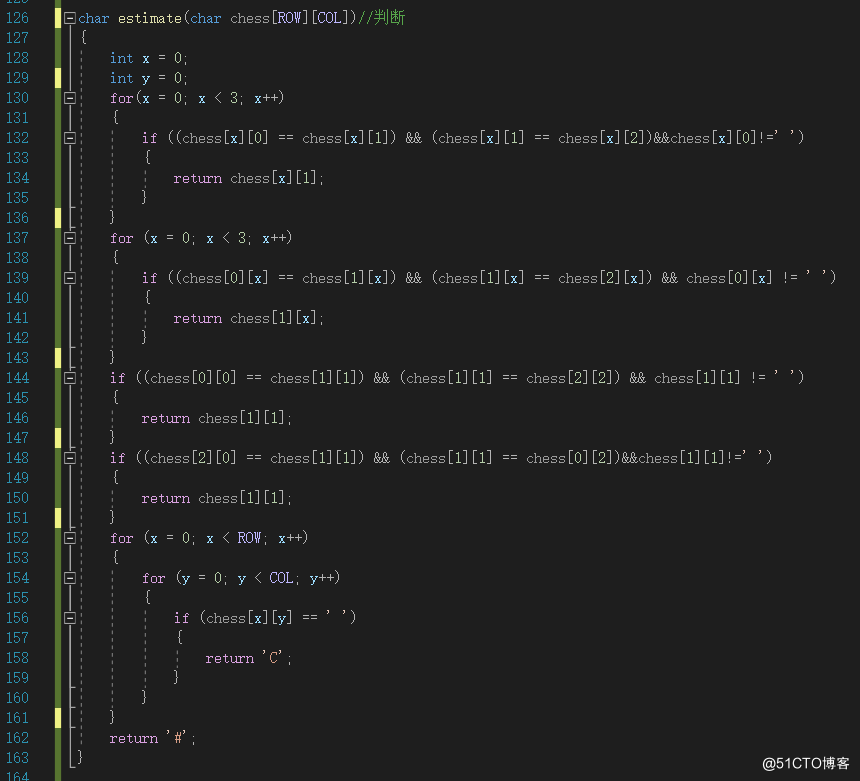 126 char estimate(char chess[ROW][COL])//判断
127 {
128 int x = 0;
129 int y = 0;
130 for(x = 0; x < 3; x++)
131 {
132 if ((chess[x][0] == chess[x][1]) && (chess[x][1] == chess[x][2])&&chess[x][0]!=' ')
133 {
134 return chess[x][1];
135 }
136 }
137 for (x = 0; x < 3; x++)
138 {
139 if ((chess[0][x] == chess[1][x]) && (chess[1][x] == chess[2][x]) && chess[0][x] != ' ')
140 {
141 return chess[1][x];
142 }
143 }
144 if ((chess[0][0] == chess[1][1]) && (chess[1][1] == chess[2][2]) && chess[1][1] != ' ')
145 {
146 return chess[1][1];
147 }
148 if ((chess[2][0] == chess[1][1]) && (chess[1][1] == chess[0][2])&&chess[1][1]!=' ')
149 {
150 return chess[1][1];
151 }
152 for (x = 0; x < ROW; x++)
153 {
154 for (y = 0; y < COL; y++)
155 {
156 if (chess[x][y] == ' ')
157 {
158 return 'C';
159 }
160 }
161 }
162 return '#';
163 }
@51CTO博客
164